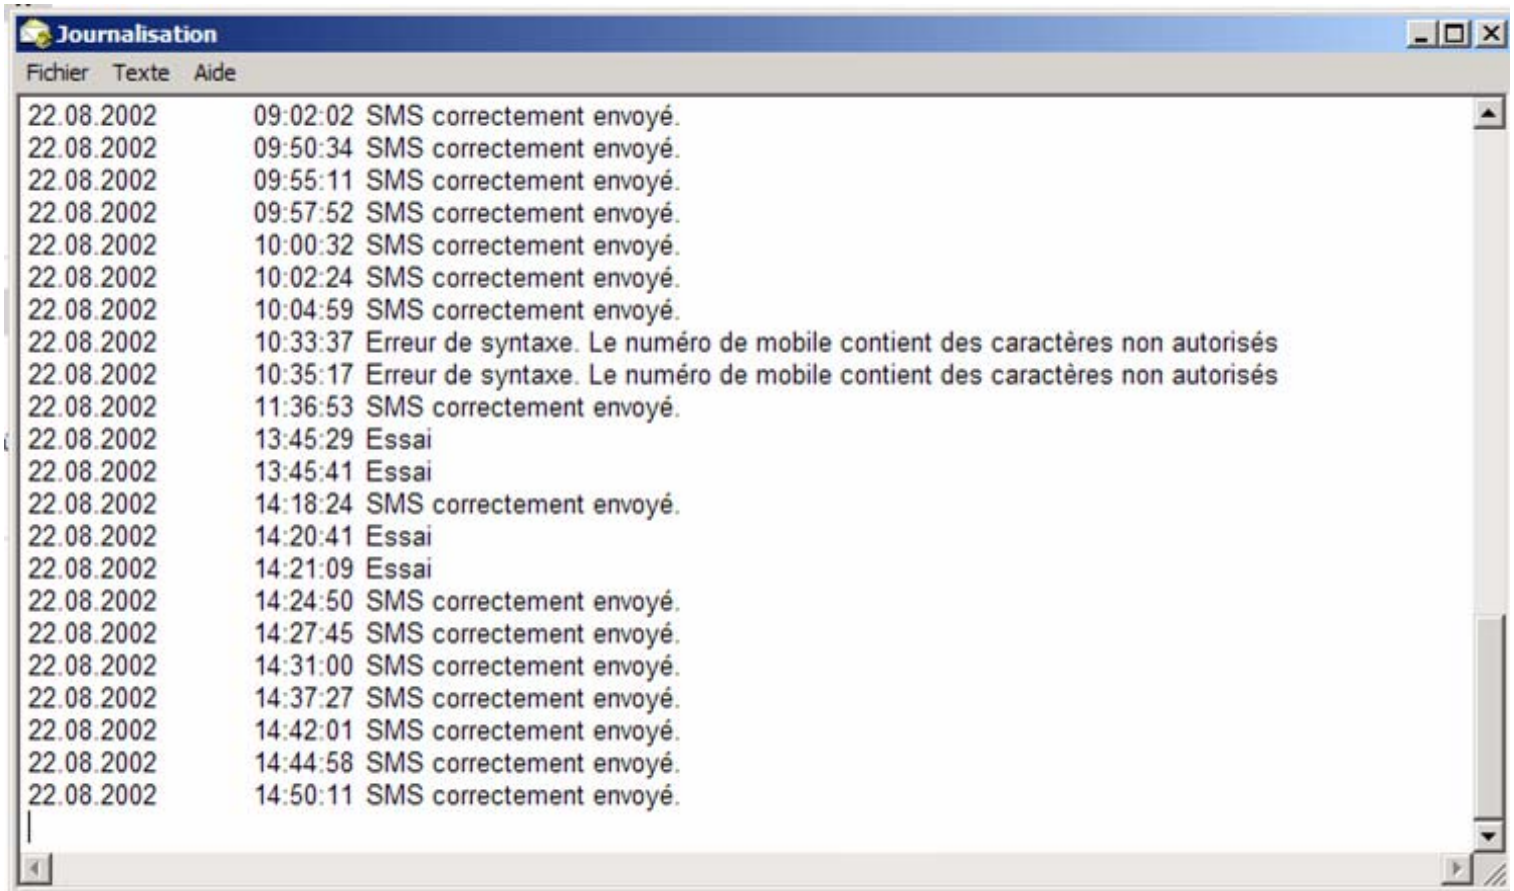 Journalisation
Fichier Texte Aide
22.08.2002 09:02:02 SMS correctement envoyé.
22.08.2002 09:50:34 SMS correctement envoyé.
22.08.2002 09:55:11 SMS correctement envoyé.
22.08.2002 09:57:52 SMS correctement envoyé.
22.08.2002 10:00:32 SMS correctement envoyé.
22.08.2002 10:02:24 SMS correctement envoyé.
22.08.2002 10:04:59 SMS correctement envoyé.
22.08.2002 10:33:37 Erreur de syntaxe. Le numéro de mobile contient des caractères non autorisés
22.08.2002 10:35:17 Erreur de syntaxe. Le numéro de mobile contient des caractères non autorisés
22.08.2002 11:36:53 SMS correctement envoyé.
22.08.2002 13:45:29 Essai
22.08.2002 13:45:41 Essai
22.08.2002 14:18:24 SMS correctement envoyé.
22.08.2002 14:20:41 Essai
22.08.2002 14:21:09 Essai
22.08.2002 14:24:50 SMS correctement envoyé.
22.08.2002 14:27:45 SMS correctement envoyé.
22.08.2002 14:31:00 SMS correctement envoyé.
22.08.2002 14:37:27 SMS correctement envoyé.
22.08.2002 14:42:01 SMS correctement envoyé.
22.08.2002 14:44:58 SMS correctement envoyé.
22.08.2002 14:50:11 SMS correctement envoyé.